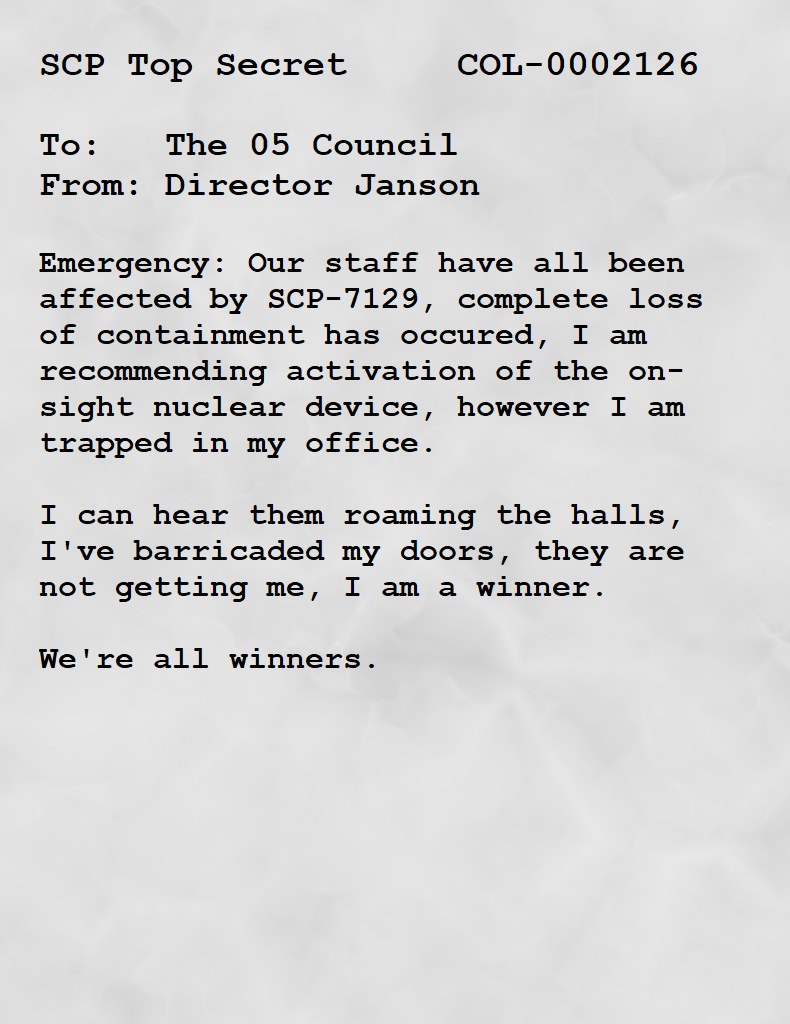 SCP Top Secret COL-0002126
To: The 05 Council
From: Director Janson
Emergency: Our staff have all been
affected by SCP-7129, complete loss
of containment has occured, I am
recommending activation of the on-
sight nuclear device, however I am
trapped in my office.
I can hear them roaming the halls,
I've barricaded my doors, they are
not getting me, I am a winner.
We're all winners.